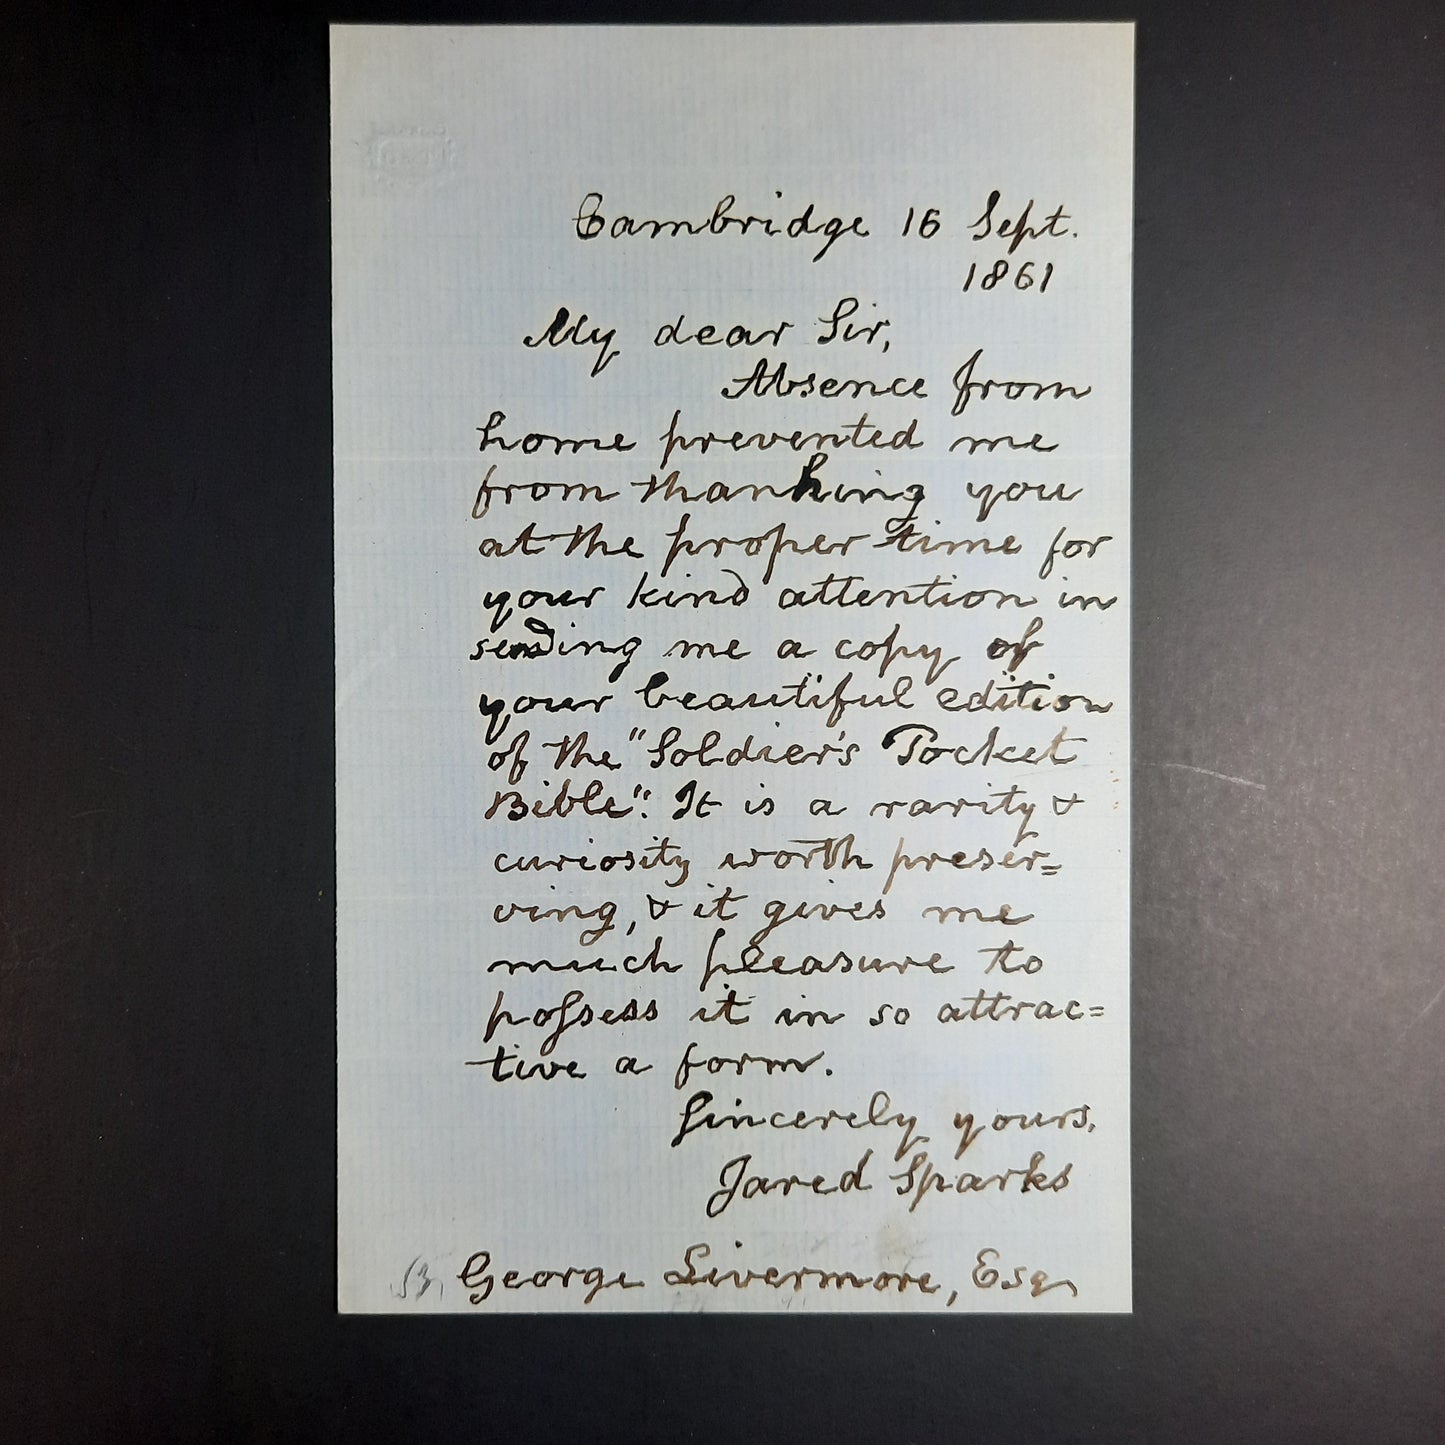 Cambridge 16 Sept.
1861
My dear Sir,
Absence from
home prevented me
from thanking you
at the proper time for
your kind attention in
sending me a copy of
your beautiful edition
of the "Soldier's Pocket
Bible". It is a rarity &
curiosity worth preser=
ving, & it gives me
much pleasure to
poſsess it in so attrac=
tive a form.
Sincerely yours,
Jared Sparks
George Livermore, Esq.